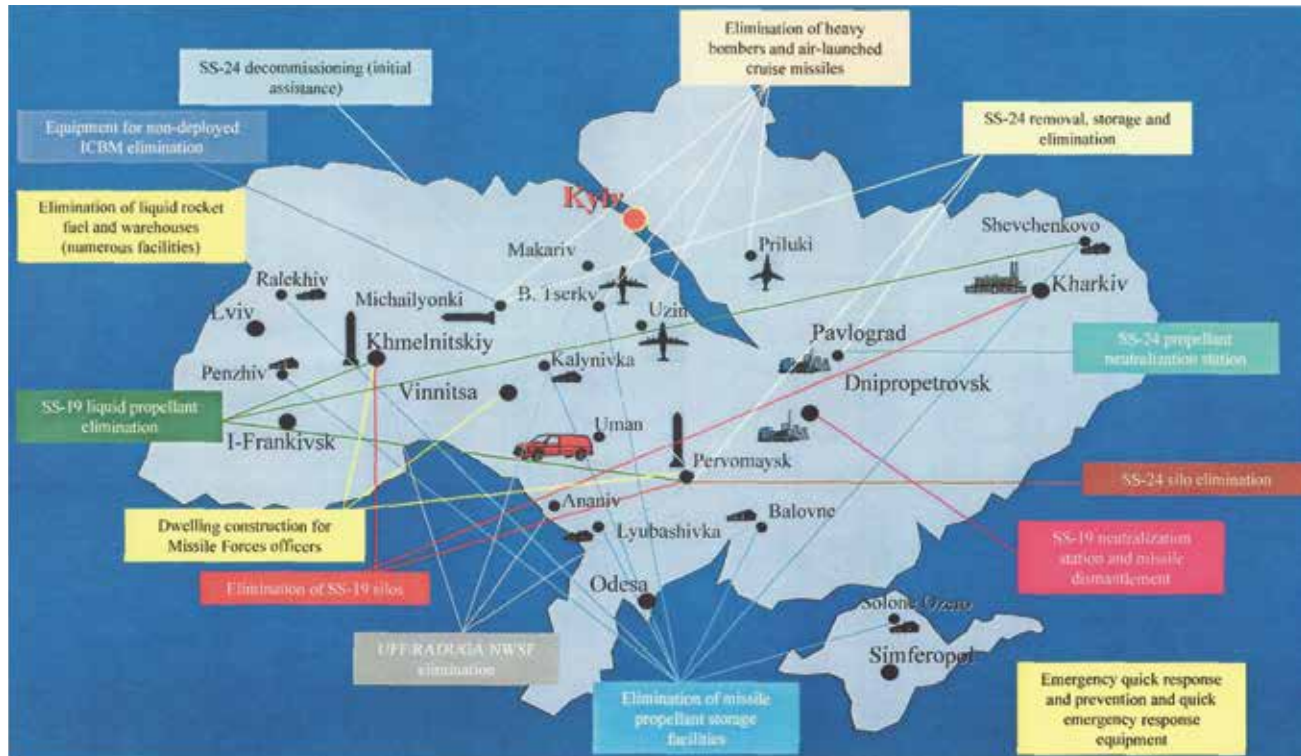 Elimination of heavy
bombers and air-launched
cruise missiles
SS-24 decommissioning (initial
assistance)
Equipment for non-deployed
ICBM elimination
SS-24 removal, storage and
elimination
Elimination of liquid rocket
fuel and warehouses
(numerous facilities)
Kyiv
Shevchenkovo
Makariv
Priluki
Ralekhiv
Michailyonki
B. Tserkv
Kharkiv
Lviv
Uzin
Khmelnitskiy
Pavlograd
SS-24 propellant
neutralization station
Penzhiv
Kalynivka
Vinnitsa
Dnipropetrovsk
SS-19 liquid propellant
elimination
I-Frankivsk
Uman
Pervomaysk
SS-24 silo elimination
Ananiv
Balovne
Dwelling construction for
Missile Forces officers
Lyubashivka
SS-19 neutralization
station and missile
dismantlement
Elimination of SS-19 silos
Odesa
Solone Ozero
NWSF
elimination
Simferopol
Elimination of missile
propellant storage
facilities
Emergency quick response
and prevention and quick
emergency response
equipment